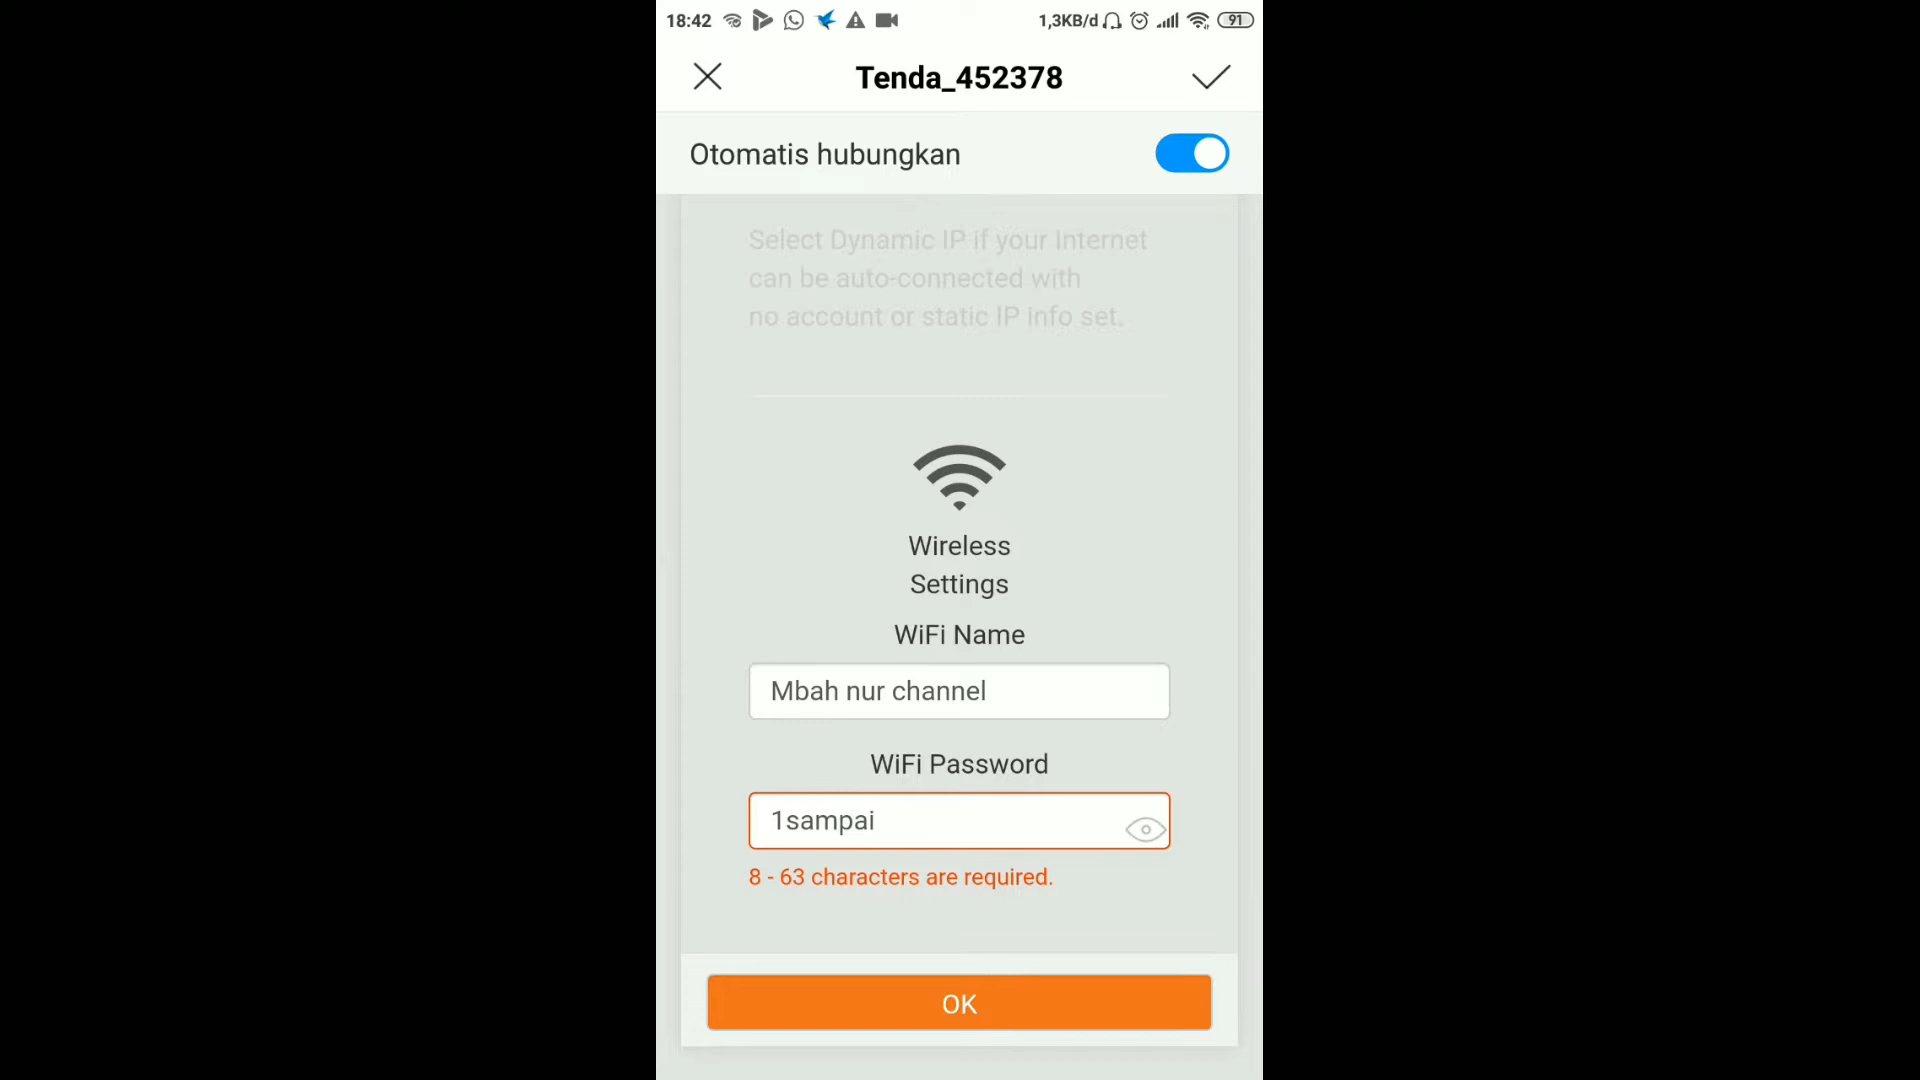 18:42 1,3KB/d 91
Tenda_452378
Otomatis hubungkan
Select Dynamic IP if your Internet
can be auto-connected with
no account or static IP info set.
Wireless
Settings
WiFi Name
Mbah nur channel
WiFi Password
1sampai
8 - 63 characters are required.
OK